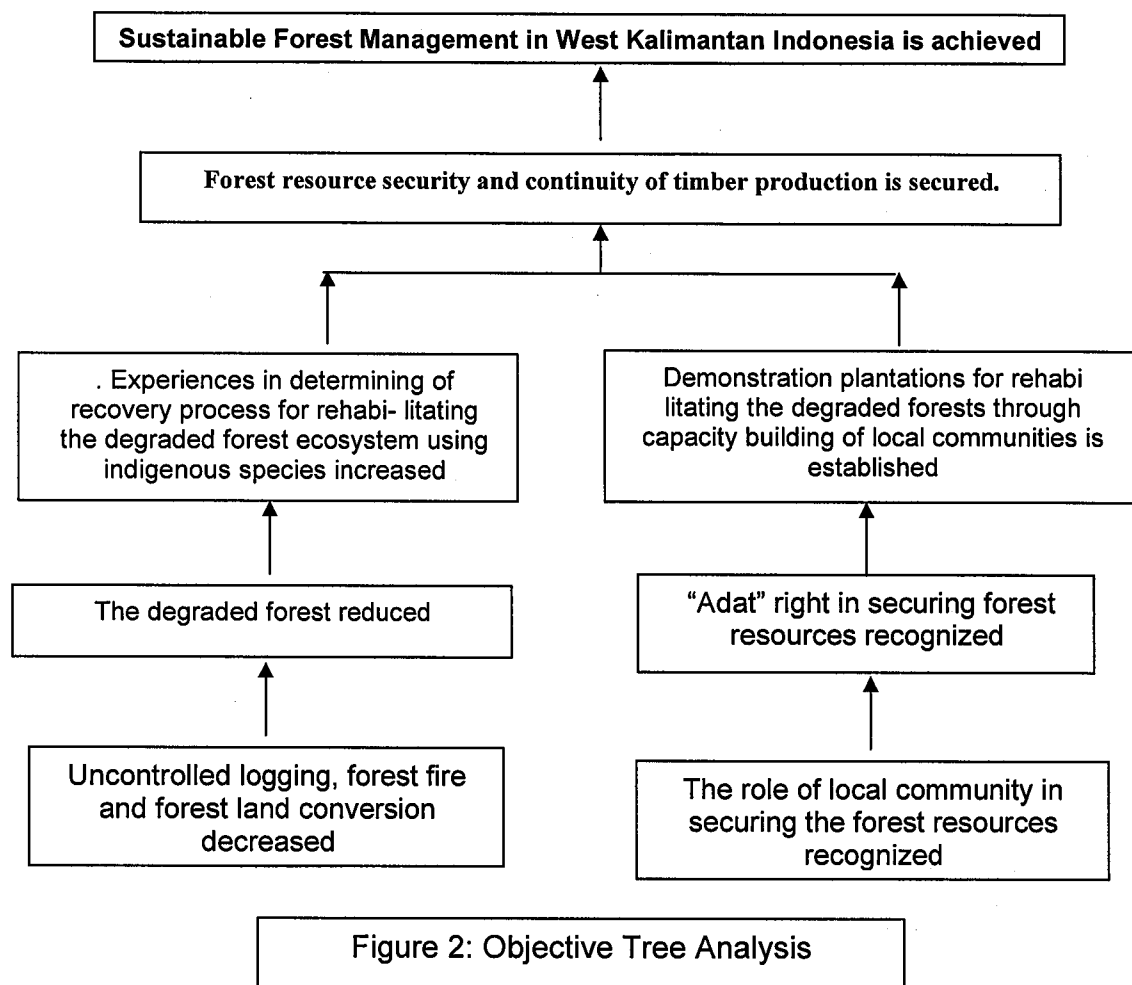 Sustainable Forest Management in West Kalimantan Indonesia is achieved
Forest resource security and continuity of timber production is secured.
. Experiences in determining of
recovery process for rehabi- litating
the degraded forest ecosystem using
indigenous species increased
Demonstration plantations for rehabi
litating the degraded forests through
capacity building of local communities is
established
The degraded forest reduced
“Adat” right in securing forest
resources recognized
Uncontrolled logging, forest fire
and forest land conversion
decreased
The role of local community in
securing the forest resources
recognized
Figure 2: Objective Tree Analysis